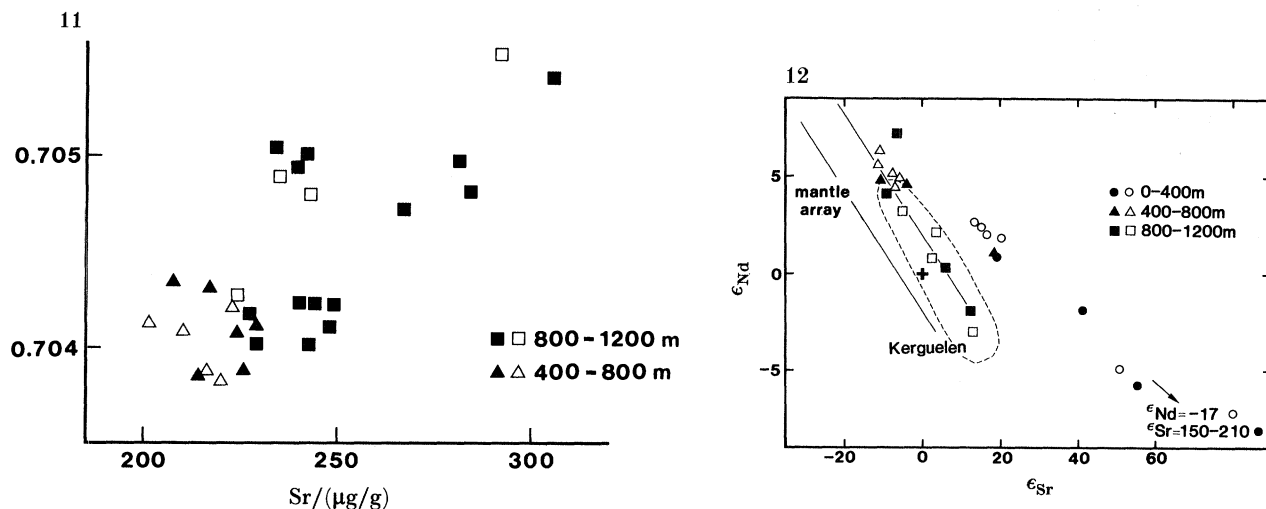 11
0.705
0.704
■ □ 800-1200 m
▲ △ 400-800 m
200 250 300
Sr/(μg/g)
12
5
0
-5
ϵNd
mantle
array
Kerguelen
● ○ 0-400m
▲ △ 400-800m
■ □ 800-1200m
ϵNd=-17
ϵSr=150-210
-20 0 20 40 60
ϵSr